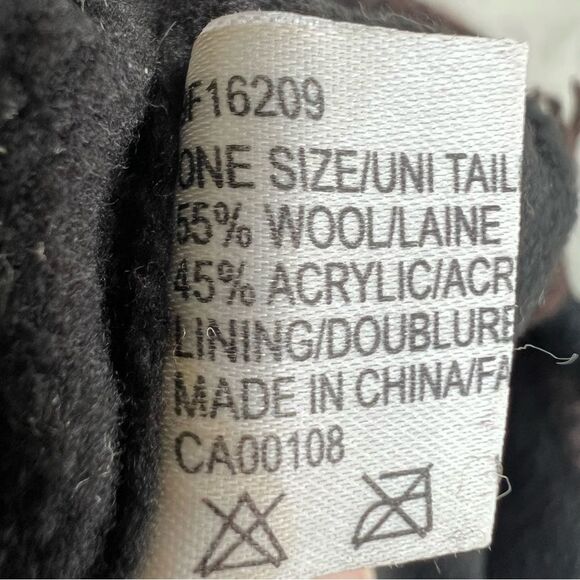 F16209
ONE SIZE/UNI TAIL
55% WOOL/LAINE
45% ACRYLIC/ACR
LINING/DOUBLURE
MADE IN CHINA/FA
CA00108